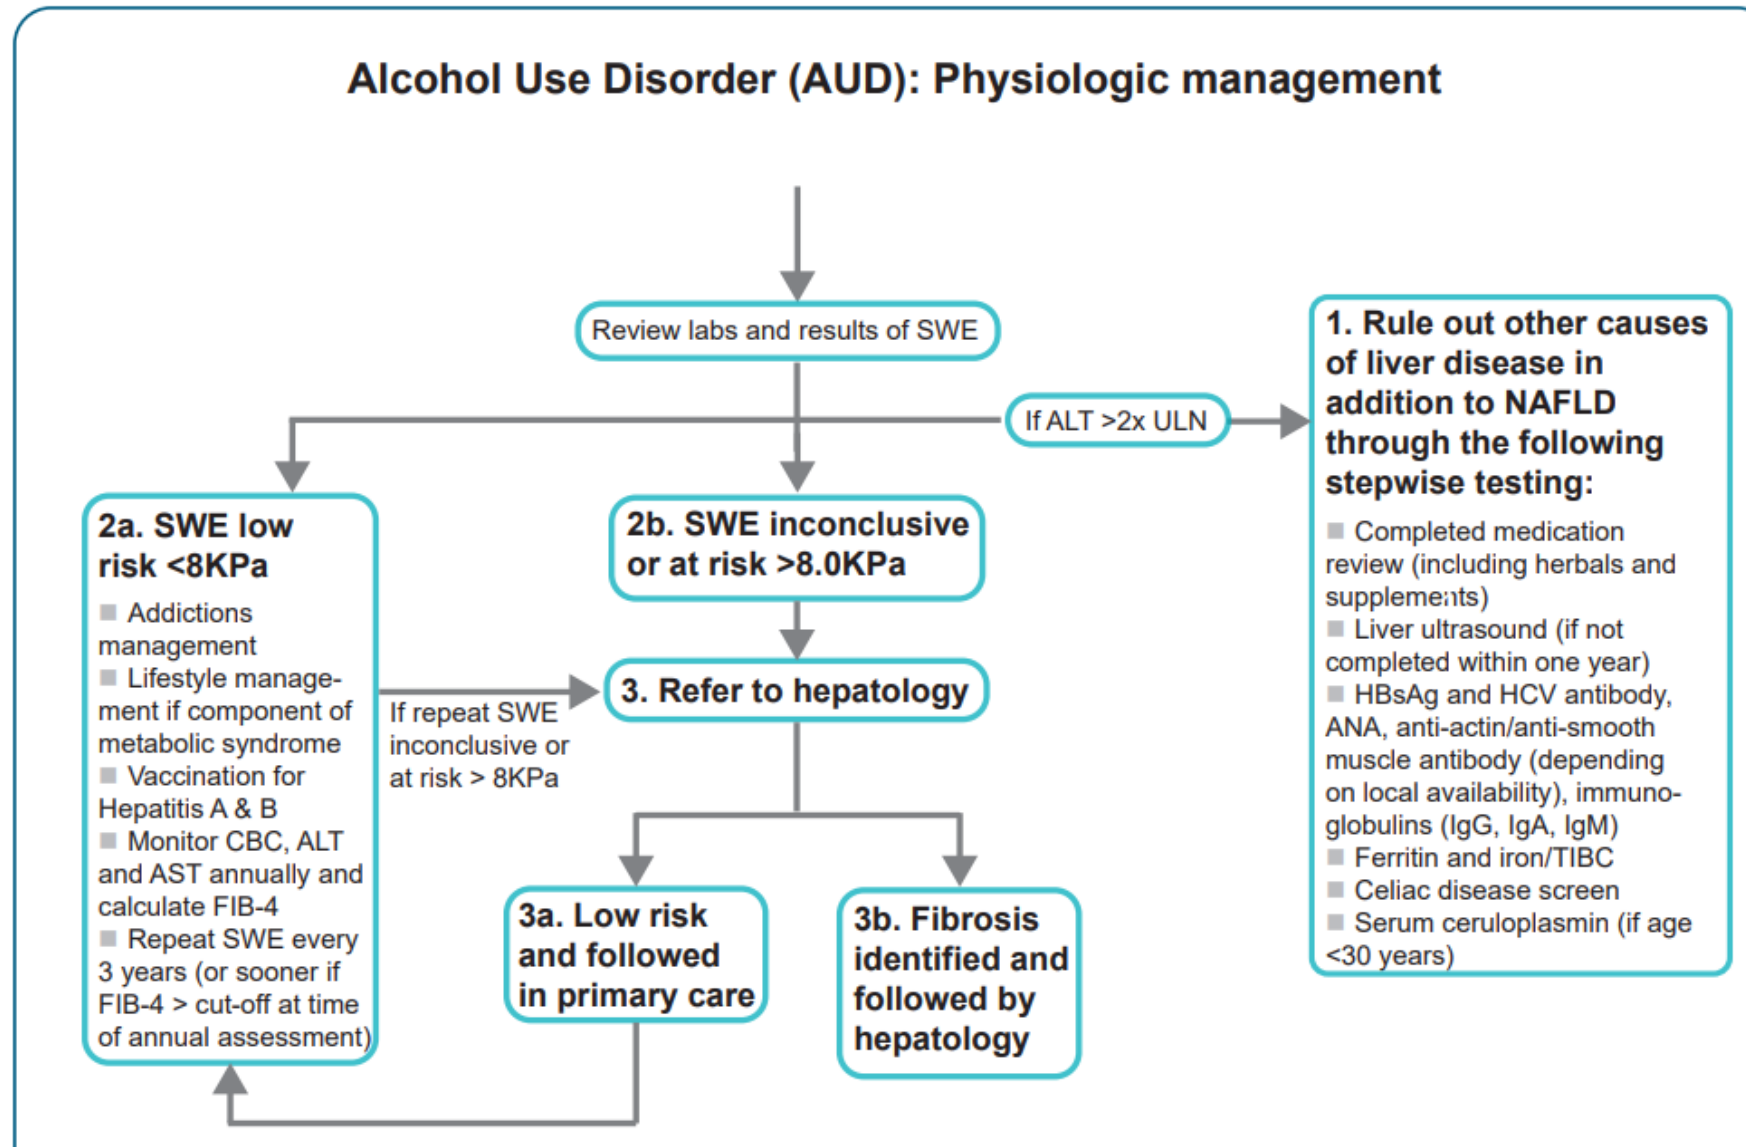 Alcohol Use Disorder (AUD): Physiologic management
Review labs and results of SWE
If ALT >2x ULN
1. Rule out other causes
of liver disease in
addition to NAFLD
through the following
stepwise testing:
■ Completed medication
review (including herbals and
supplements)
■ Liver ultrasound (if not
completed within one year)
■ HBsAg and HCV antibody,
ANA, anti-actin/anti-smooth
muscle antibody (depending
on local availability), immuno-
globulins (IgG, IgA, IgM)
■ Ferritin and iron/TIBC
■ Celiac disease screen
■ Serum ceruloplasmin (if age
<30 years)
2a. SWE low
risk <8KPa
■ Addictions
management
■ Lifestyle manage-
ment if component of
metabolic syndrome
■ Vaccination for
Hepatitis A & B
■ Monitor CBC, ALT
and AST annually and
calculate FIB-4
■ Repeat SWE every
3 years (or sooner if
FIB-4 > cut-off at time
of annual assessment)
If repeat SWE
inconclusive or
at risk > 8KPa
2b. SWE inconclusive
or at risk >8.0KPa
3. Refer to hepatology
3a. Low risk
and followed
in primary care
3b. Fibrosis
identified and
followed by
hepatology